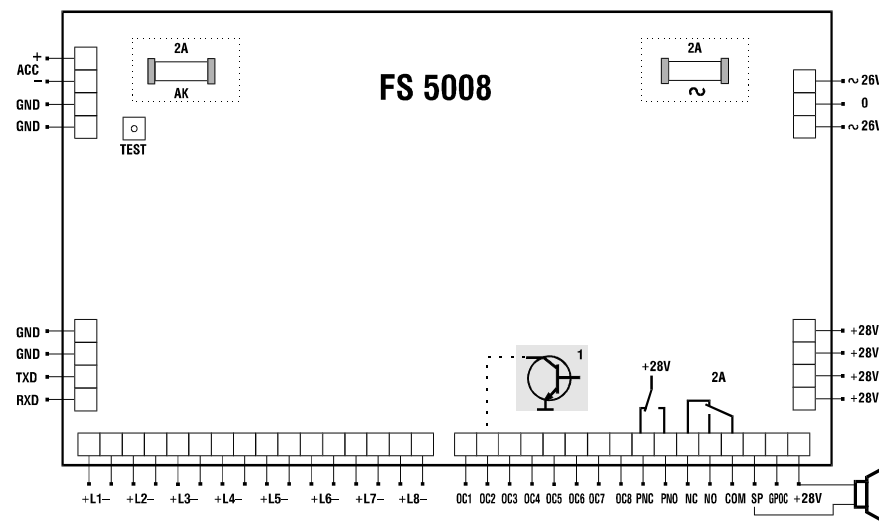 2A
AK
FS 5008
2A
∼
+
ACC
−
GND
GND
TEST
∼ 26V
0
∼ 26V
GND
GND
TXD
RXD
1
+28V
2A
+28V
+28V
+28V
+28V
+L1− +L2− +L3− +L4− +L5− +L6− +L7− +L8− OC1 OC2 OC3 OC4 OC5 OC6 OC7 OC8 PNC PNO NC NO COM SP GPOC +28V